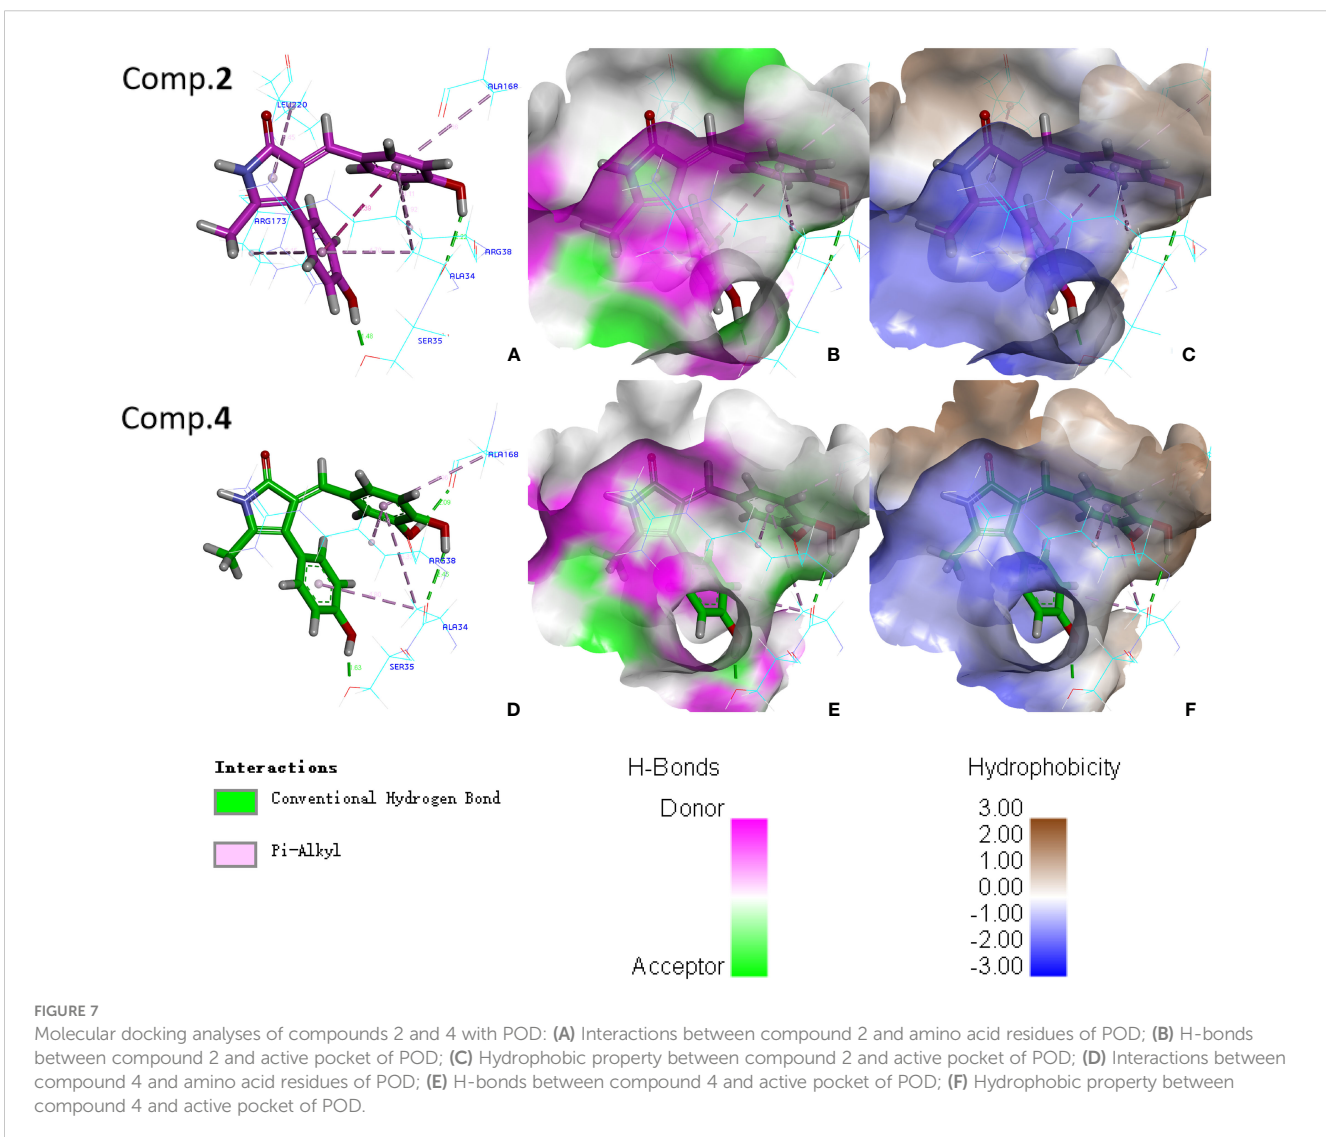 Comp.2
LEU220
ALA168
ARG173
ARG38
ALA34
SER35
A
B
C
Comp.4
ALA168
ARG38
ALA34
SER35
D
E
F
Interactions
Conventional Hydrogen Bond
Pi-Alkyl
H-Bonds
Donor
Acceptor
Hydrophobicity
3.00
2.00
1.00
0.00
-1.00
-2.00
-3.00
FIGURE 7
Molecular docking analyses of compounds 2 and 4 with POD: (A) Interactions between compound 2 and amino acid residues of POD; (B) H-bonds
between compound 2 and active pocket of POD; (C) Hydrophobic property between compound 2 and active pocket of POD; (D) Interactions between
compound 4 and amino acid residues of POD; (E) H-bonds between compound 4 and active pocket of POD; (F) Hydrophobic property between
compound 4 and active pocket of POD.